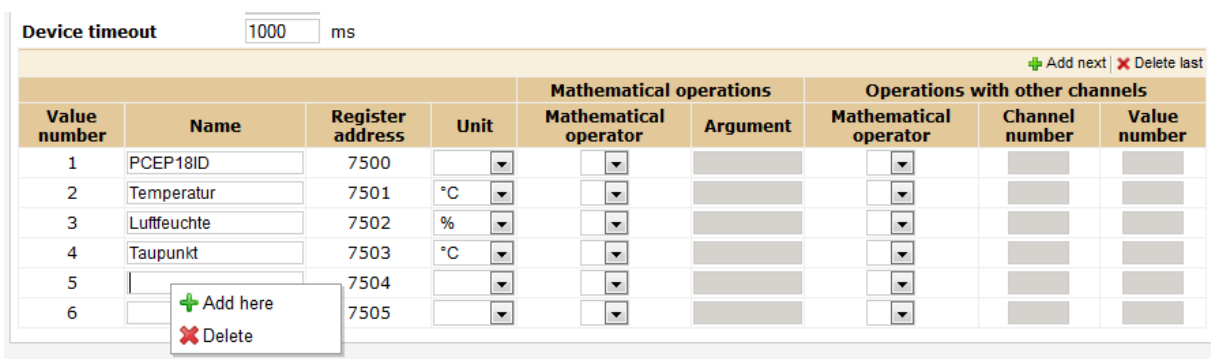 Device timeout 1000 ms
Add next Delete last
Mathematical operations Operations with other channels
Value number Name Register address Unit Mathematical operator Argument Mathematical operator Channel number Value number
1 PCEP18ID 7500
2 Temperatur 7501 °C
3 Luftfeuchte 7502 %
4 Taupunkt 7503 °C
5 7504
Add here
6 7505
Delete